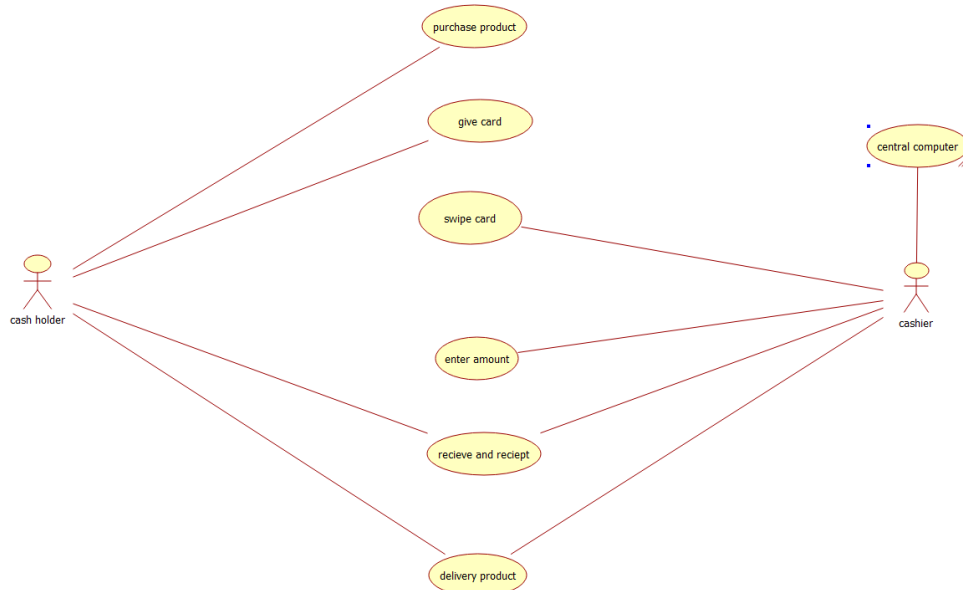 purchase product
give card
central computer
swipe card
cash holder
cashier
enter amount
recieve and reciept
delivery product